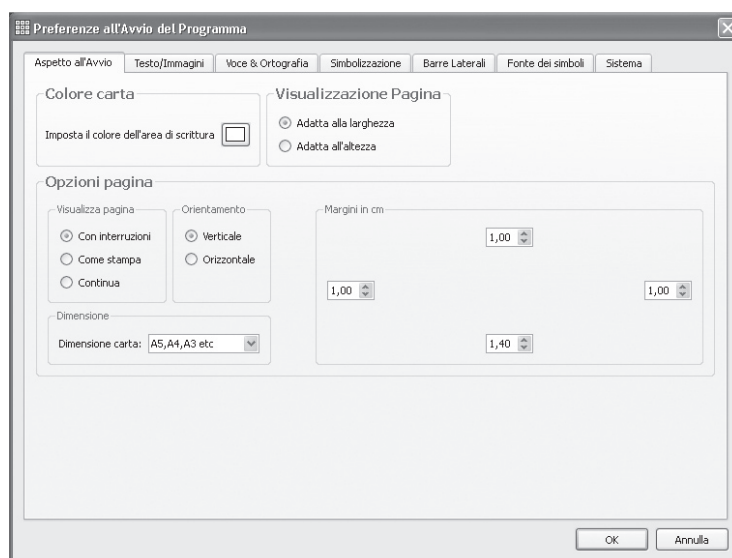 Preferenze all'Avvio del Programma
Aspetto all'Avvio Testo/Immagini Voce & Ortografia Simbolizzazione Barre Laterali Fonte dei simboli Sistema
Colore carta
Imposta il colore dell'area di scrittura
Visualizzazione Pagina
Adatta alla larghezza
Adatta all'altezza
Opzioni pagina
Visualizza pagina
Con interruzioni
Come stampa
Continua
Orientamento
Verticale
Orizzontale
Dimensione
Dimensione carta: A5,A4,A3 etc
Margini in cm
1,00
1,00 1,00
1,40
OK Annulla